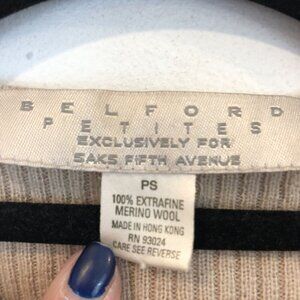 BELFORD
PETITES
EXCLUSIVELY FOR
SAKS FIFTH AVENUE
PS
100% EXTRAFINE
MERINO WOOL
MADE IN HONG KONG
RN 93024
CARE SEE REVERSE